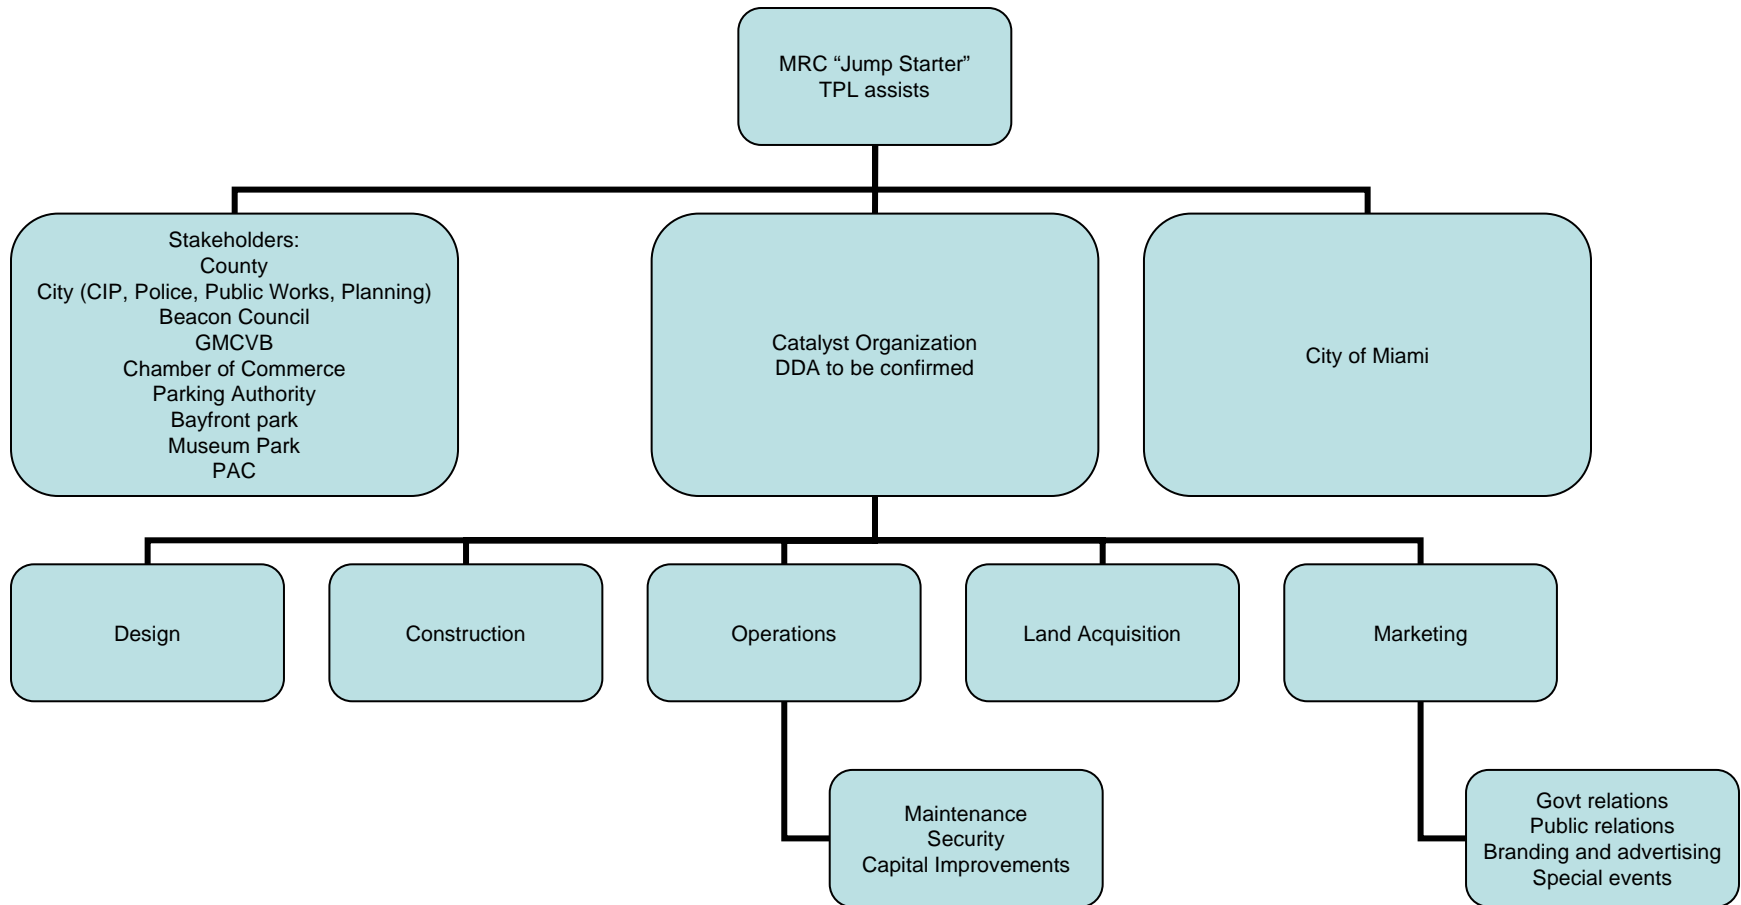 MRC “Jump Starter”
TPL assists
Stakeholders:
County
City (CIP, Police, Public Works, Planning)
Beacon Council
GMCVB
Chamber of Commerce
Parking Authority
Bayfront park
Museum Park
PAC
Catalyst Organization
DDA to be confirmed
City of Miami
Design
Construction
Operations
Land Acquisition
Marketing
Maintenance
Security
Capital Improvements
Govt relations
Public relations
Branding and advertising
Special events